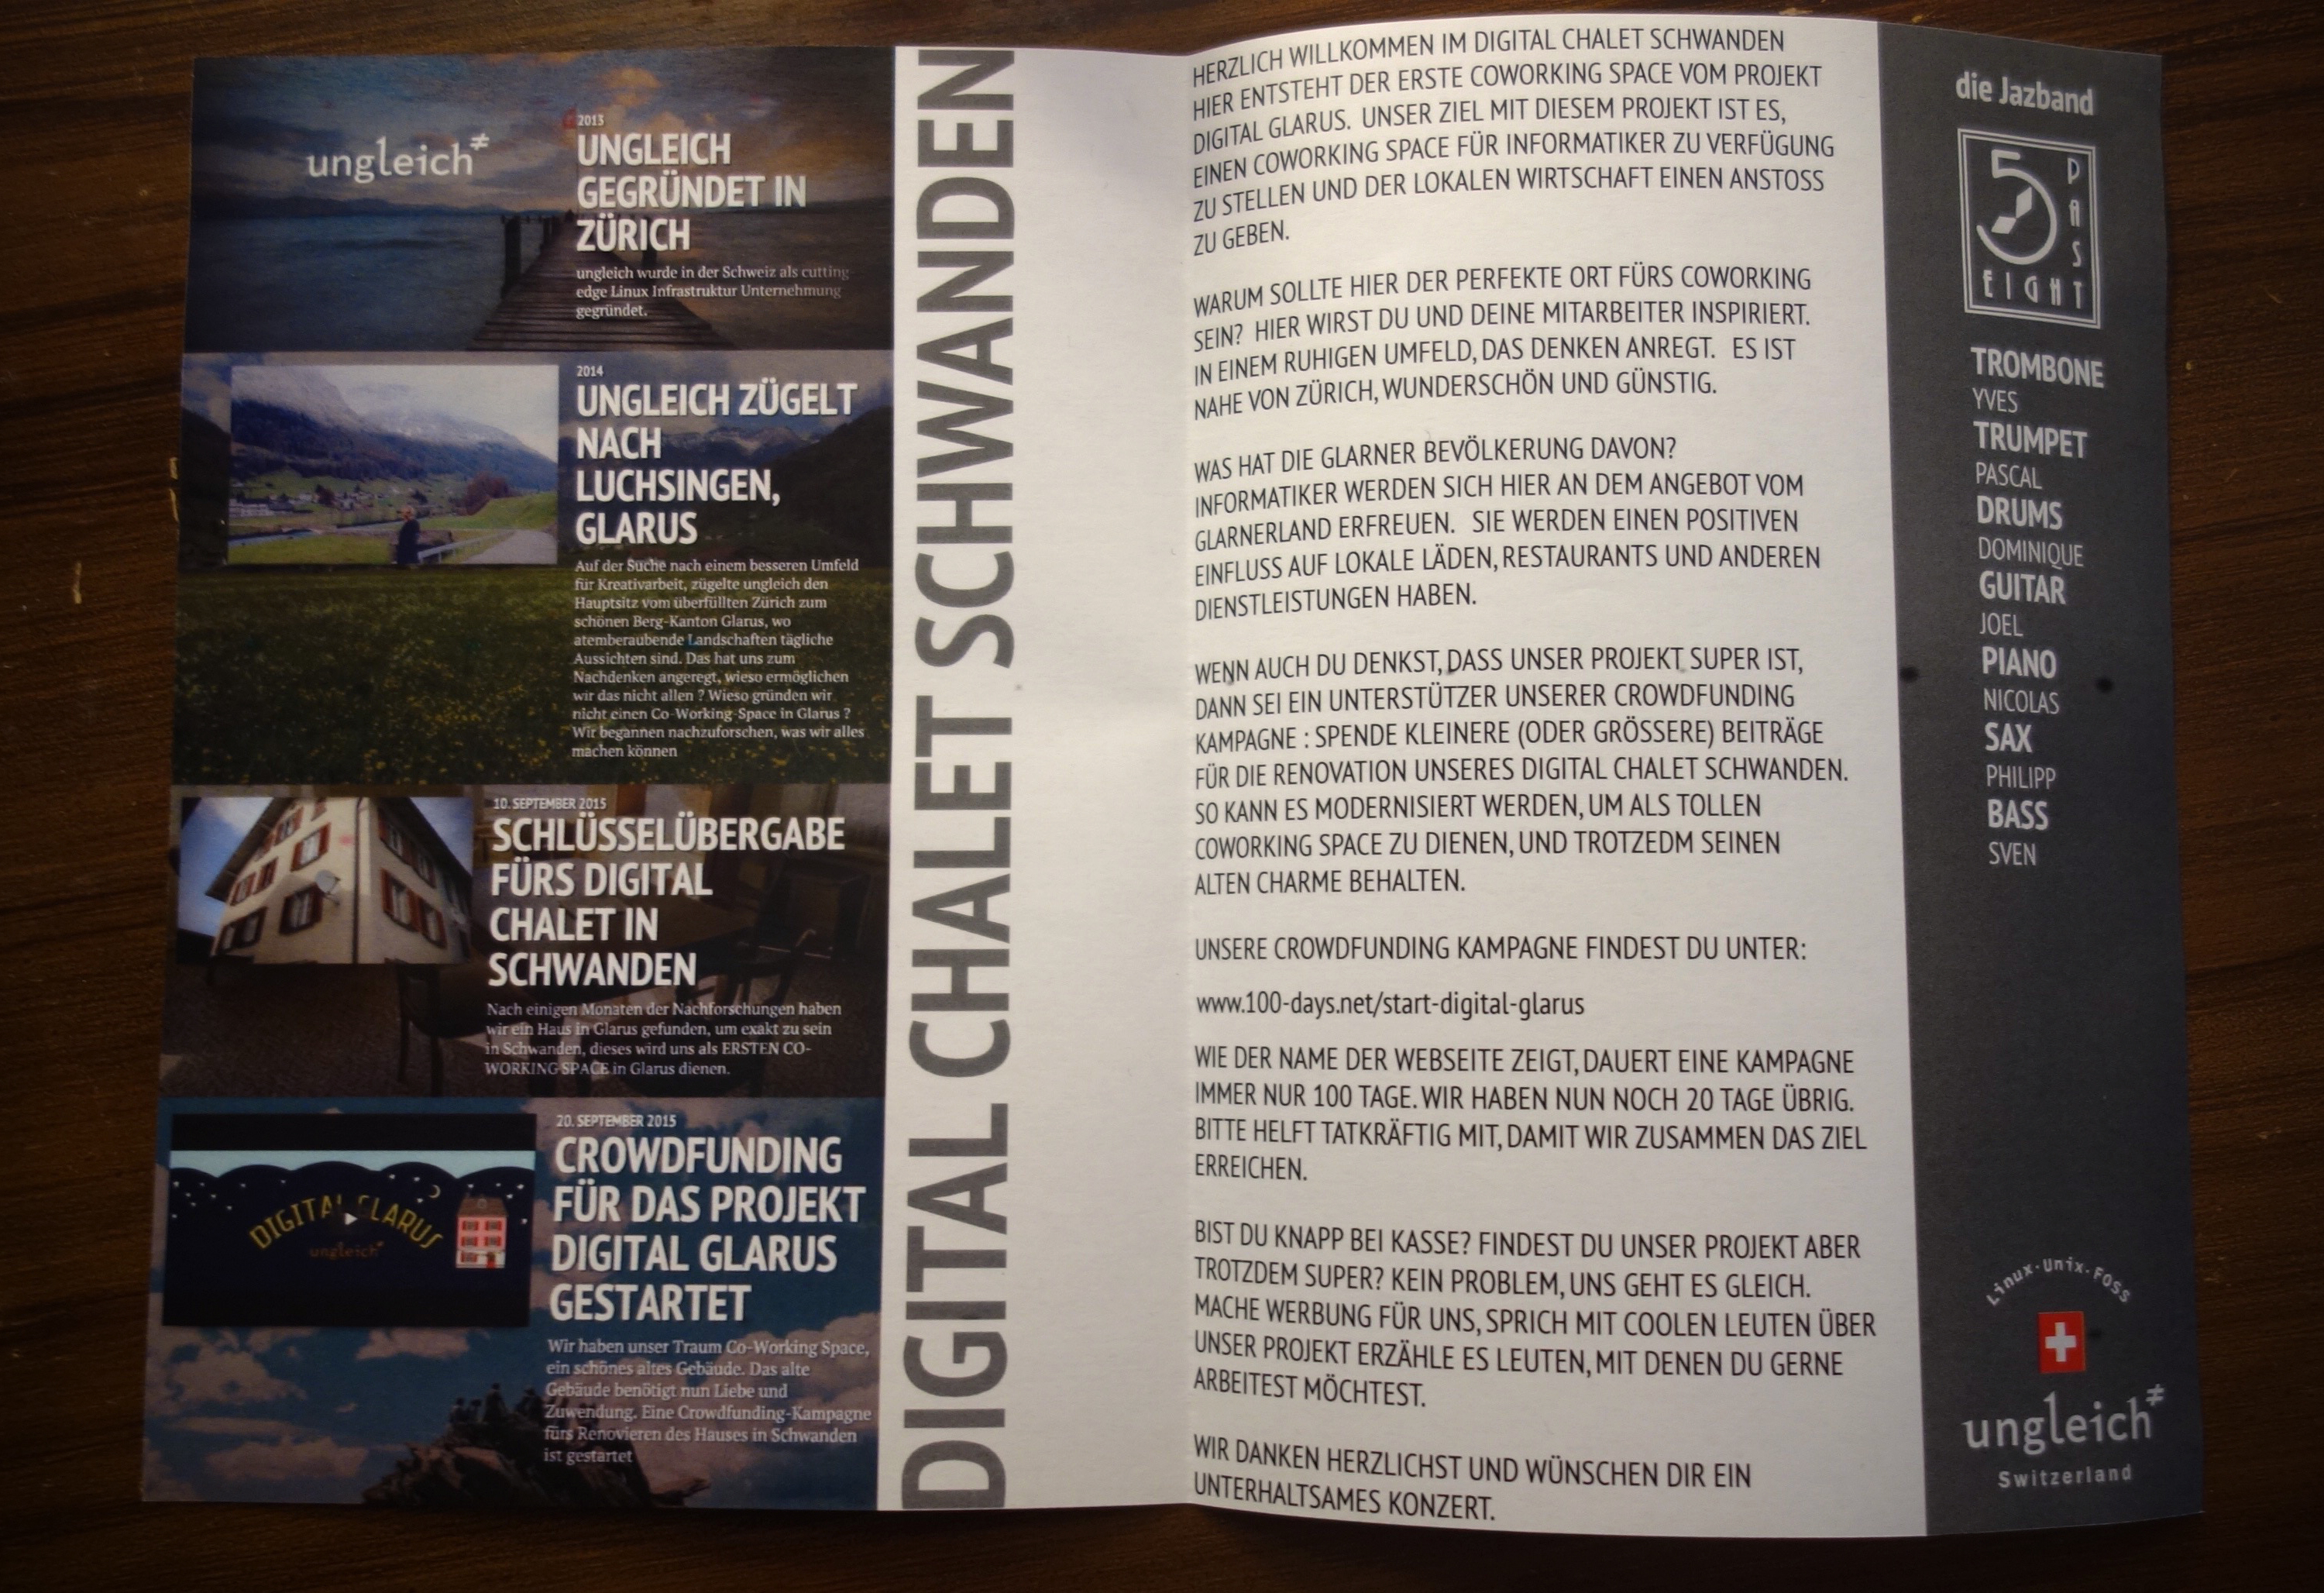 ungleich≠
2013
UNGLEICH
GEGRÜNDET IN
ZÜRICH
ungleich wurde in der Schweiz als cutting-
edge Linux Infrastruktur Unternehmung
gegründet.
2014
UNGLEICH ZÜGELT
NACH
LUCHSINGEN,
GLARUS
Auf der Suche nach einem besseren Umfeld
für Kreativarbeit, zügelte ungleich den
Hauptsitz vom überfüllten Zürich zum
schönen Berg-Kanton Glarus, wo
atemberaubende Landschaften tägliche
Aussichten sind. Das hat uns zum
Nachdenken angeregt, wieso ermöglichen
wir das nicht allen ? Wieso gründen wir
nicht einen Co-Working-Space in Glarus ?
Wir begannen nachzuforschen, was wir alles
machen können
10. SEPTEMBER 2015
SCHLÜSSELÜBERGABE
FÜRS DIGITAL
CHALET IN
SCHWANDEN
Nach einigen Monaten der Nachforschungen haben
wir ein Haus in Glarus gefunden, um exakt zu sein
in Schwanden, dieses wird uns als ERSTEN CO-
WORKING SPACE in Glarus dienen.
DIGITAL GLARUS
ungleich≠
20. SEPTEMBER 2015
CROWDFUNDING
FÜR DAS PROJEKT
DIGITAL GLARUS
GESTARTET
Wir haben unser Traum Co-Working Space,
ein schönes altes Gebäude. Das alte
Gebäude benötigt nun Liebe und
Zuwendung. Eine Crowdfunding-Kampagne
fürs Renovieren des Hauses in Schwanden
ist gestartet
DIGITAL CHALET SCHWANDEN
HERZLICH WILLKOMMEN IM DIGITAL CHALET SCHWANDEN
HIER ENTSTEHT DER ERSTE COWORKING SPACE VOM PROJEKT
DIGITAL GLARUS. UNSER ZIEL MIT DIESEM PROJEKT IST ES,
EINEN COWORKING SPACE FÜR INFORMATIKER ZU VERFÜGUNG
ZU STELLEN UND DER LOKALEN WIRTSCHAFT EINEN ANSTOSS
ZU GEBEN.
WARUM SOLLTE HIER DER PERFEKTE ORT FÜRS COWORKING
SEIN? HIER WIRST DU UND DEINE MITARBEITER INSPIRIERT.
IN EINEM RUHIGEN UMFELD, DAS DENKEN ANREGT. ES IST
NAHE VON ZÜRICH, WUNDERSCHÖN UND GÜNSTIG.
WAS HAT DIE GLARNER BEVÖLKERUNG DAVON?
INFORMATIKER WERDEN SICH HIER AN DEM ANGEBOT VOM
GLARNERLAND ERFREUEN. SIE WERDEN EINEN POSITIVEN
EINFLUSS AUF LOKALE LÄDEN, RESTAURANTS UND ANDEREN
DIENSTLEISTUNGEN HABEN.
WENN AUCH DU DENKST, DASS UNSER PROJEKT SUPER IST,
DANN SEI EIN UNTERSTÜTZER UNSERER CROWDFUNDING
KAMPAGNE : SPENDE KLEINERE (ODER GRÖSSERE) BEITRÄGE
FÜR DIE RENOVATION UNSERES DIGITAL CHALET SCHWANDEN.
SO KANN ES MODERNISIERT WERDEN, UM ALS TOLLEN
COWORKING SPACE ZU DIENEN, UND TROTZEDM SEINEN
ALTEN CHARME BEHALTEN.
UNSERE CROWDFUNDING KAMPAGNE FINDEST DU UNTER:
www.100-days.net/start-digital-glarus
WIE DER NAME DER WEBSEITE ZEIGT, DAUERT EINE KAMPAGNE
IMMER NUR 100 TAGE. WIR HABEN NUN NOCH 20 TAGE ÜBRIG.
BITTE HELFT TATKRÄFTIG MIT, DAMIT WIR ZUSAMMEN DAS ZIEL
ERREICHEN.
BIST DU KNAPP BEI KASSE? FINDEST DU UNSER PROJEKT ABER
TROTZDEM SUPER? KEIN PROBLEM, UNS GEHT ES GLEICH.
MACHE WERBUNG FÜR UNS, SPRICH MIT COOLEN LEUTEN ÜBER
UNSER PROJEKT ERZÄHLE ES LEUTEN, MIT DENEN DU GERNE
ARBEITEST MÖCHTEST.
WIR DANKEN HERZLICHST UND WÜNSCHEN DIR EIN
UNTERHALTSAMES KONZERT.
die Jazband
5
PAST
EIGHT
TROMBONE
YVES
TRUMPET
PASCAL
DRUMS
DOMINIQUE
GUITAR
JOEL
PIANO
NICOLAS
SAX
PHILIPP
BASS
SVEN
Linux·Unix·FOSS
ungleich≠
Switzerland